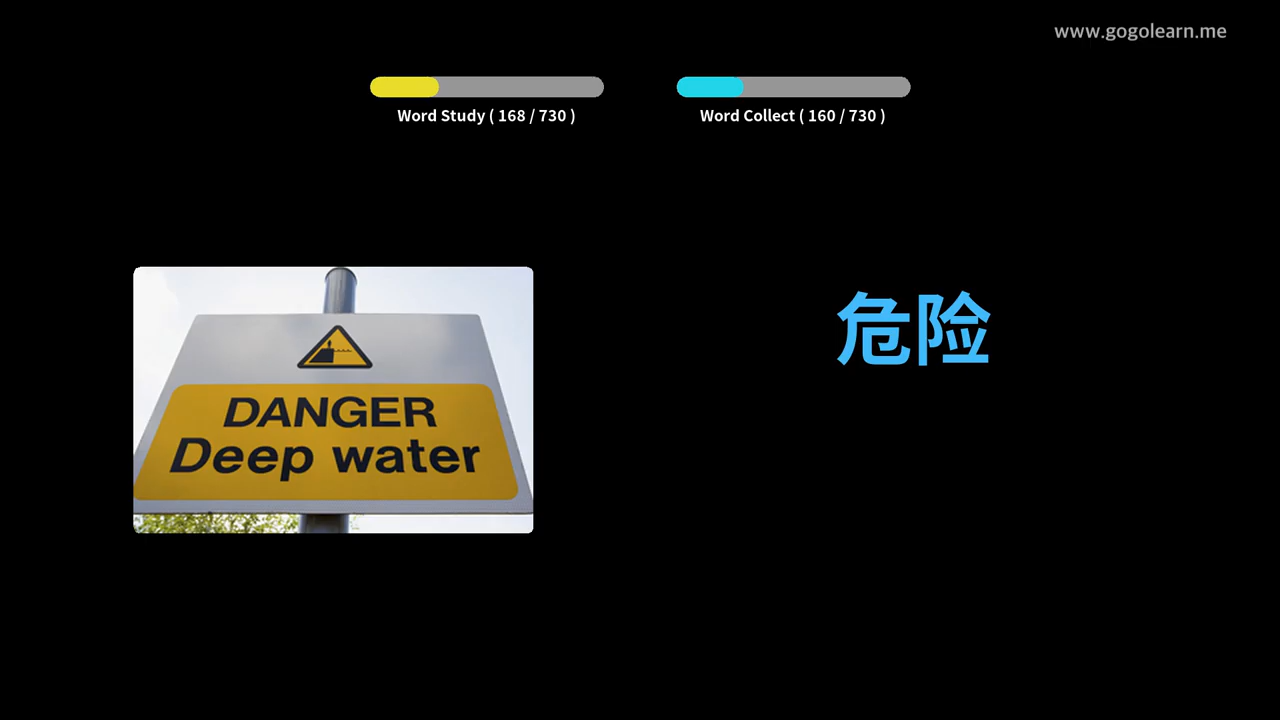 www.gogolearn.me
Word Study ( 168 / 730 )
Word Collect ( 160 / 730 )
危险
DANGER
Deep water